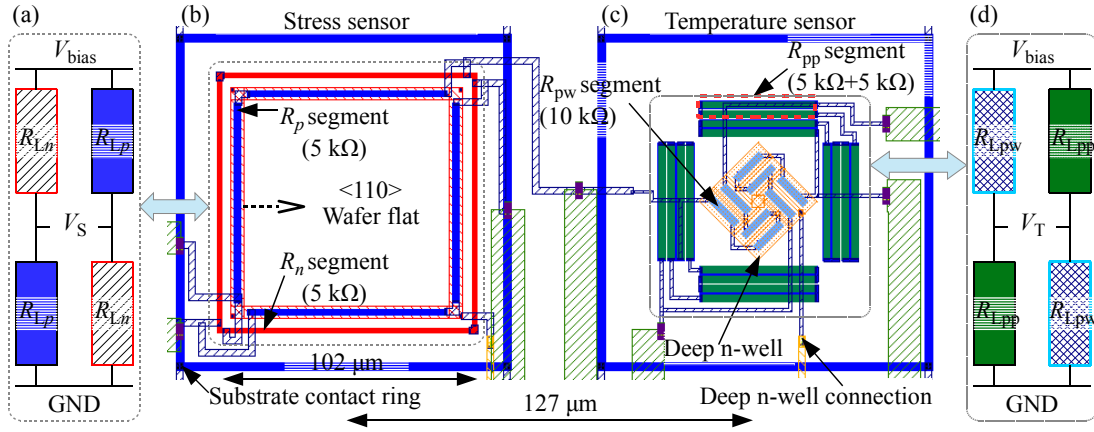 (a)
V_bias
R_Ln
R_Lp
V_S
R_Lp
R_Ln
GND
(b)
Stress sensor
R_p segment
(5 kΩ)
<110>
Wafer flat
R_n segment
(5 kΩ)
102 μm
Substrate contact ring
127 μm
(c)
Temperature sensor
R_pp segment
(5 kΩ+5 kΩ)
R_pw segment
(10 kΩ)
Deep n-well
Deep n-well connection
(d)
V_bias
R_Lpw
R_Lpp
V_T
R_Lpp
R_Lpw
GND